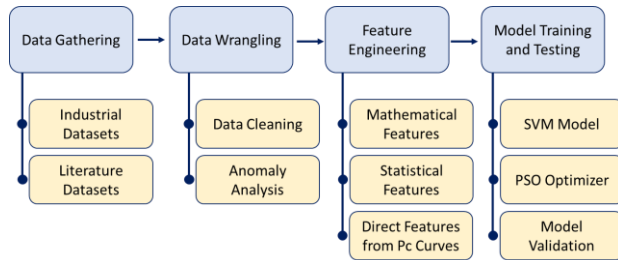 Data Gathering
Data Wrangling
Feature
Engineering
Model Training
and Testing
Industrial
Datasets
Literature
Datasets
Data Cleaning
Anomaly
Analysis
Mathematical
Features
Statistical
Features
Direct Features
from Pc Curves
SVM Model
PSO Optimizer
Model
Validation